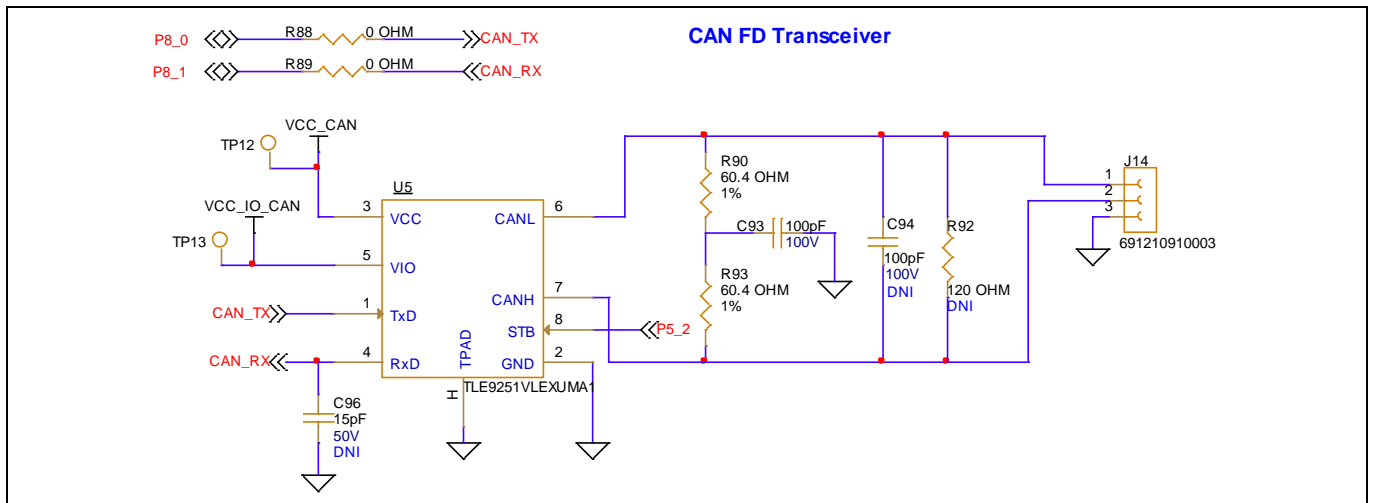 CAN FD Transceiver
P8_0
R88
0 OHM
CAN_TX
P8_1
R89
0 OHM
CAN_RX
VCC_CAN
TP12
VCC_IO_CAN
TP13
CAN_TX
CAN_RX
U5
3
VCC
5
VIO
1
TxD
4
RxD
TPAD
H
CANL
6
CANH
7
STB
8
P5_2
GND
2
TLE9251VLEXUMA1
C96
15pF
50V
DNI
R90
60.4 OHM
1%
C93
100pF
100V
R93
60.4 OHM
1%
C94
100pF
100V
DNI
R92
120 OHM
DNI
J14
1
2
3
691210910003